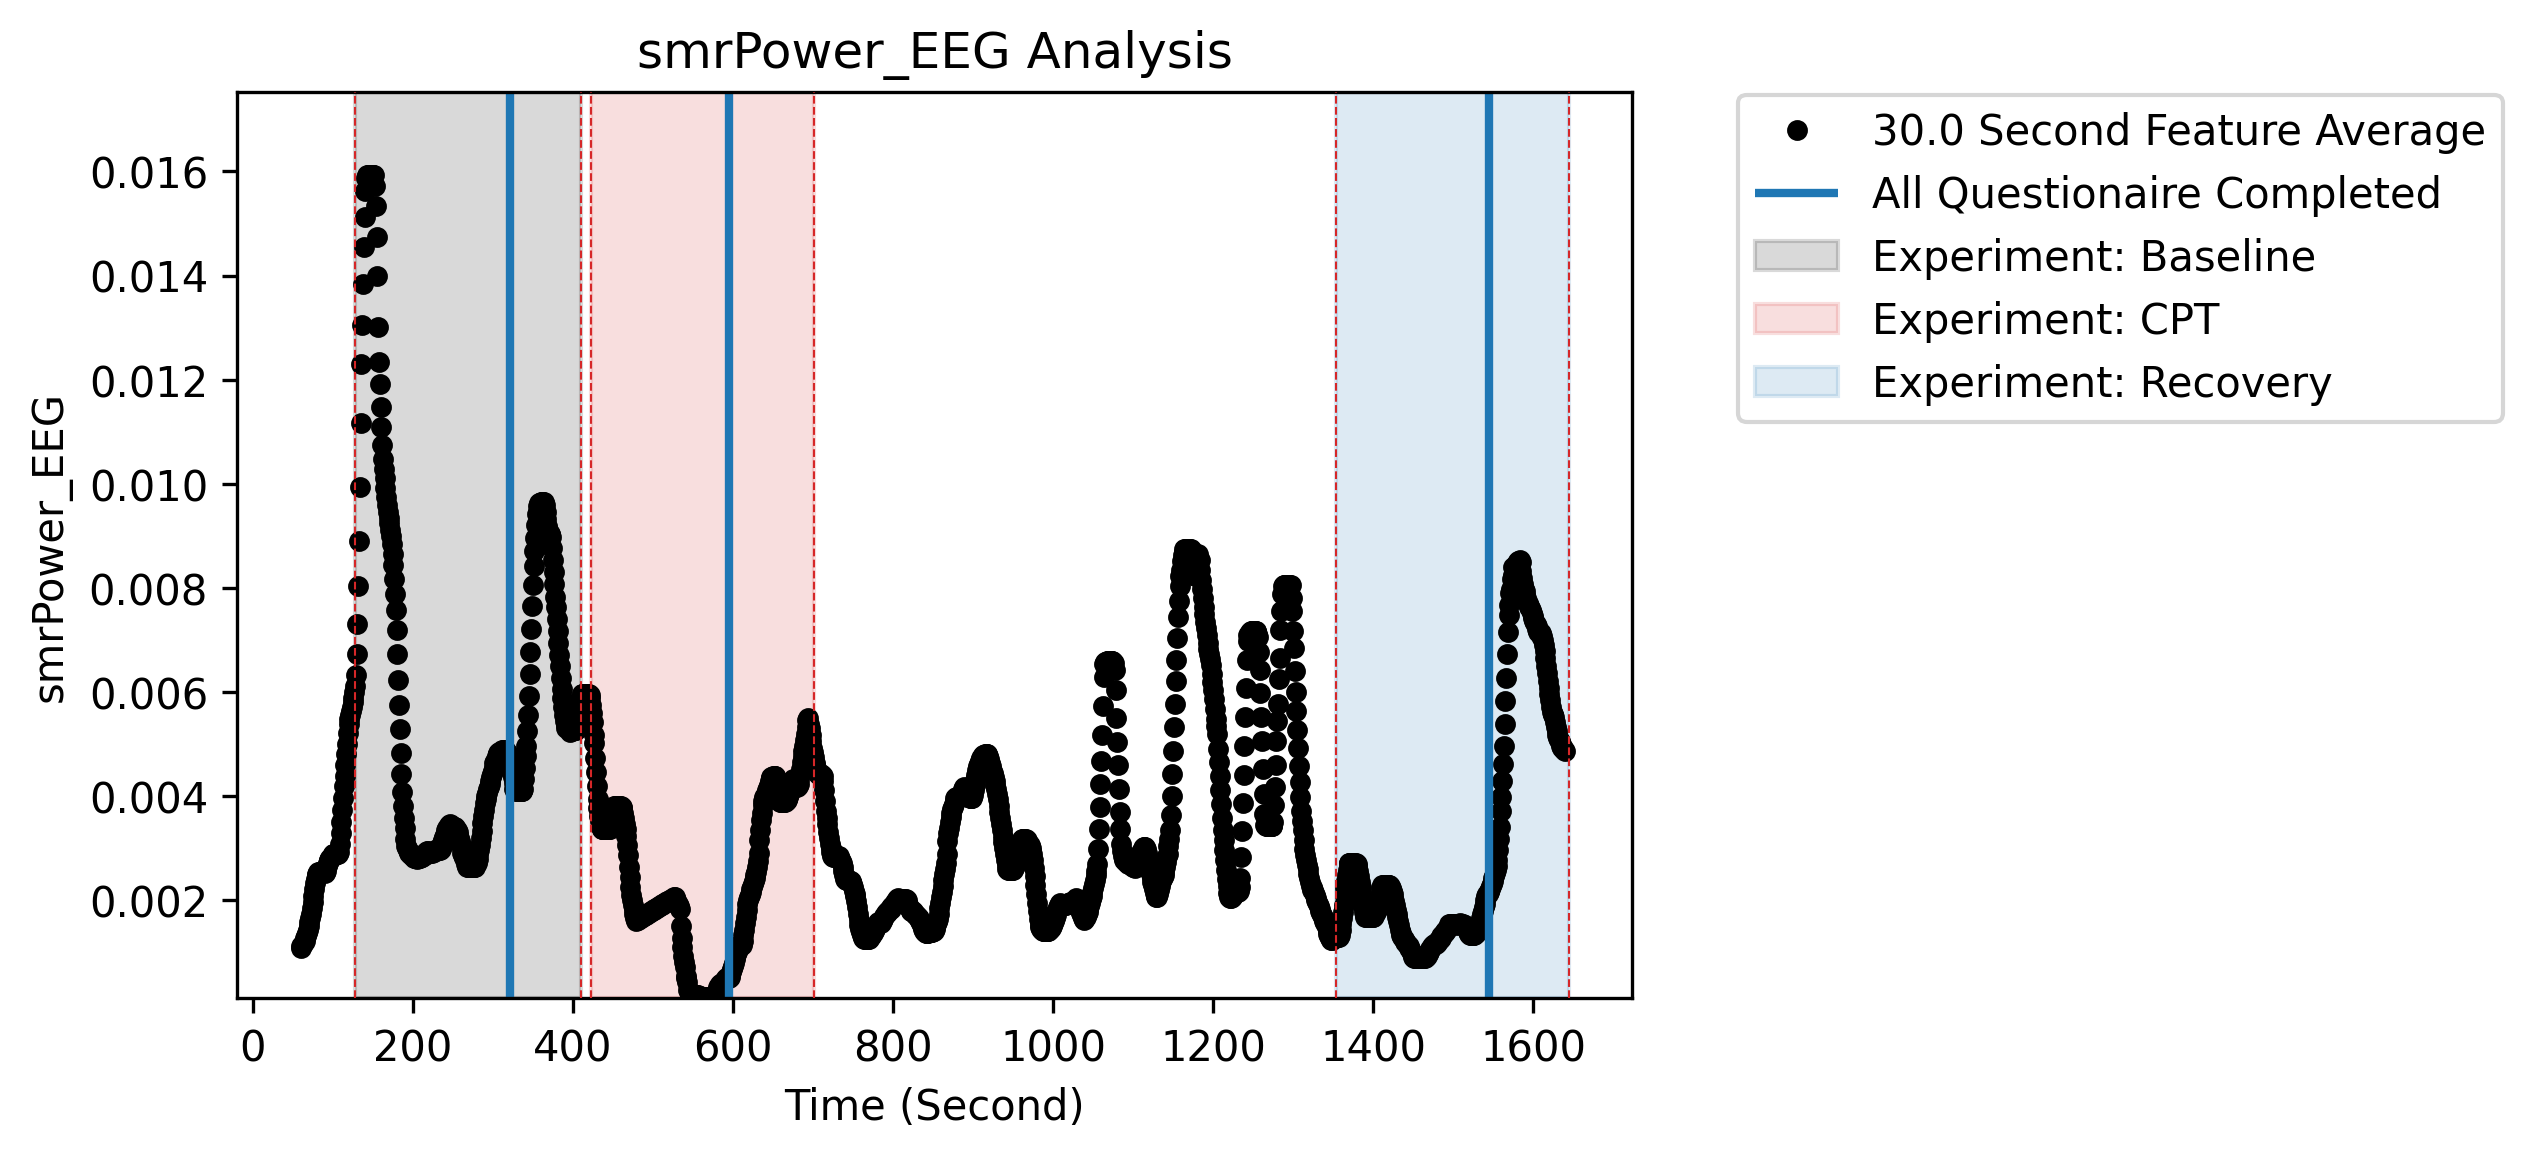 smrPower_EEG Analysis
smrPower_EEG
0.016
0.014
0.012
0.010
0.008
0.006
0.004
0.002
0 200 400 600 800 1000 1200 1400 1600
Time (Second)
30.0 Second Feature Average
All Questionaire Completed
Experiment: Baseline
Experiment: CPT
Experiment: Recovery